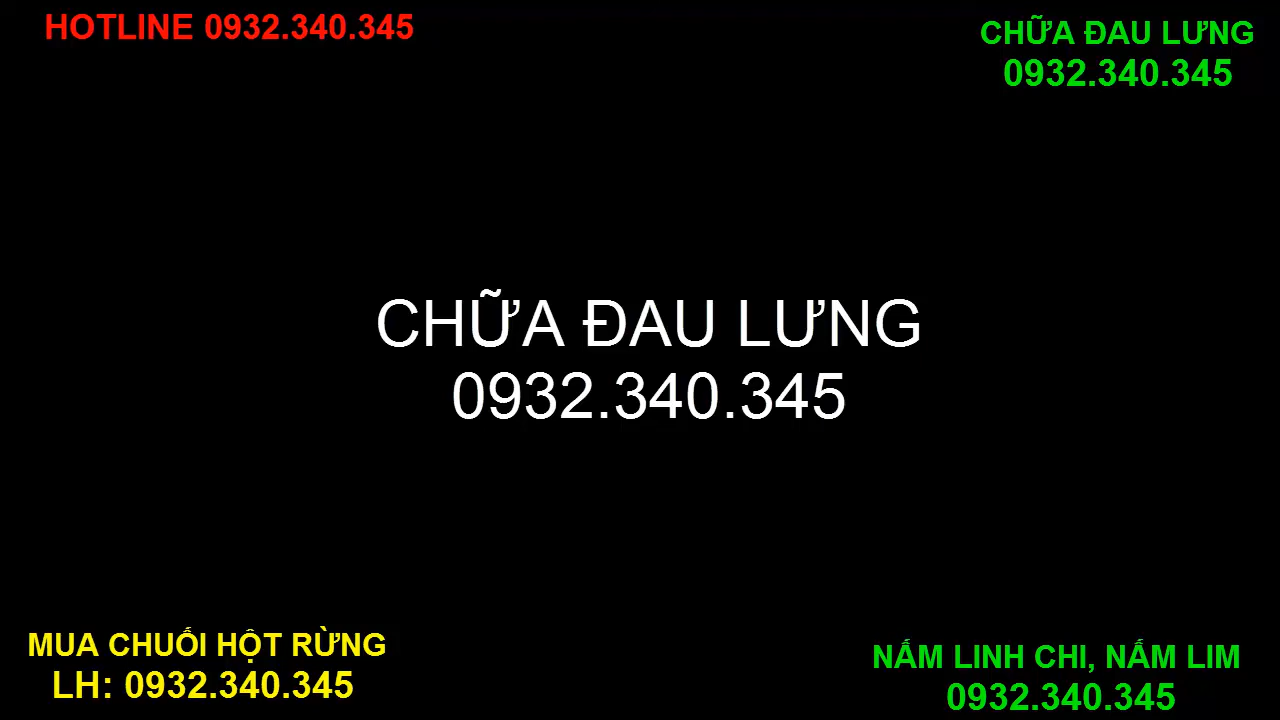 HOTLINE 0932.340.345
CHỮA ĐAU LƯNG
0932.340.345
CHỮA ĐAU LƯNG
0932.340.345
MUA CHUỐI HỘT RỪNG
LH: 0932.340.345
NẤM LINH CHI, NẤM LIM
0932.340.345